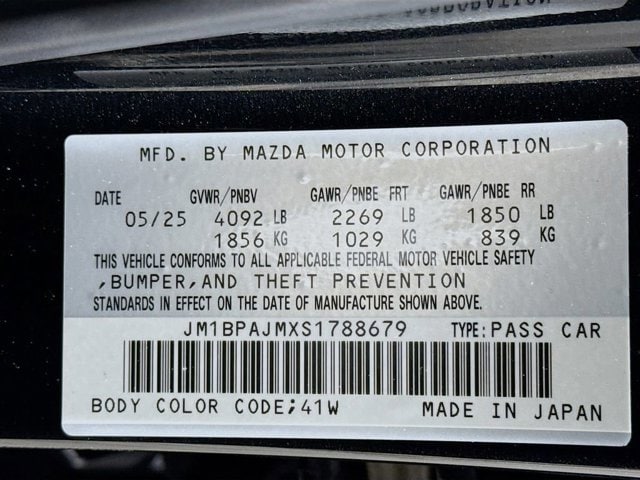 MFD. BY MAZDA MOTOR CORPORATION
DATE GVWR/PNBV GAWR/PNBE FRT GAWR/PNBE RR
05/25 4092 LB 2269 LB 1850 LB
1856 KG 1029 KG 839 KG
THIS VEHICLE CONFORMS TO ALL APPLICABLE FEDERAL MOTOR VEHICLE SAFETY
,BUMPER,AND THEFT PREVENTION
STANDARDS IN EFFECT ON THE DATE OF MANUFACTURE SHOWN ABOVE.
JM1BPAJMXS1788679 TYPE:PASS CAR
BODY COLOR CODE;41W MADE IN JAPAN